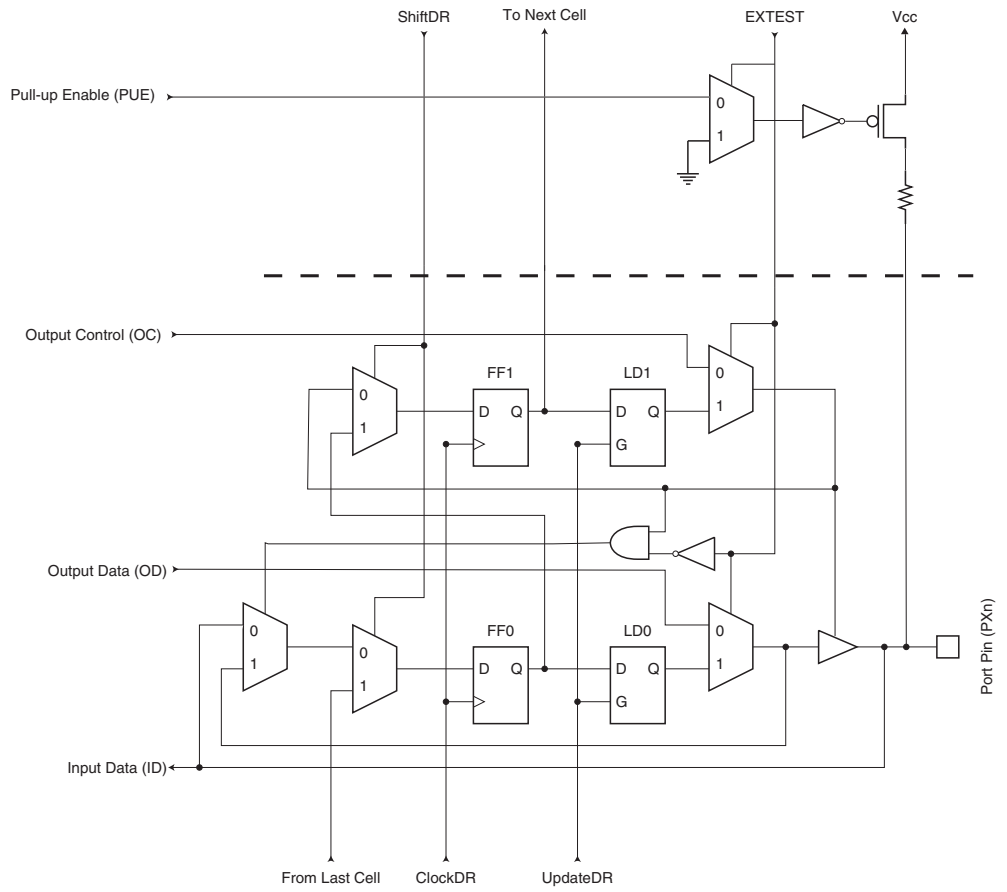 ShiftDR
To Next Cell
EXTEST
Vcc
Pull-up Enable (PUE)
0
1
Output Control (OC)
FF1
LD1
0
1
0
1
D Q
D Q
G
Output Data (OD)
FF0
LD0
0
1
0
1
0
1
D Q
D Q
G
Port Pin (PXn)
Input Data (ID)
From Last Cell
ClockDR
UpdateDR